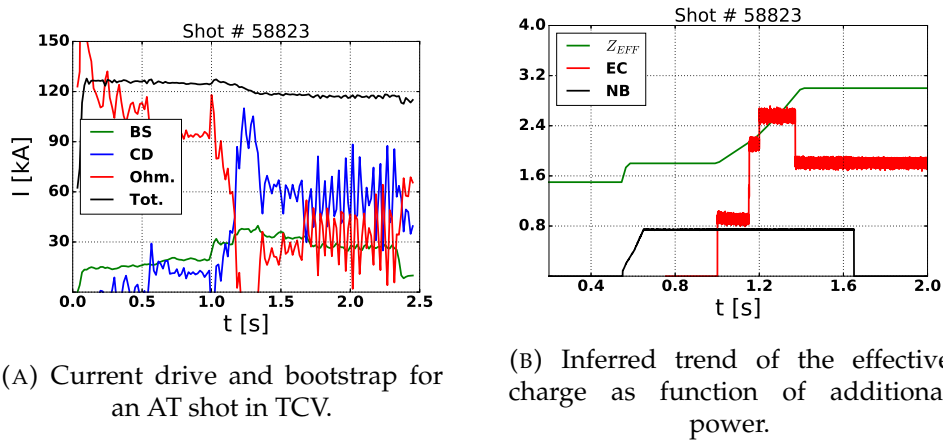 Shot # 58823
150
120
90
60
30
I [kA]
BS
CD
Ohm.
Tot.
0.0 0.5 1.0 1.5 2.0 2.5
t [s]
(A) Current drive and bootstrap for
an AT shot in TCV.
Shot # 58823
4.0
3.2
2.4
1.6
0.8
Z_EFF
EC
NB
0.4 0.8 1.2 1.6 2.0
t [s]
(B) Inferred trend of the effective
charge as function of additional
power.